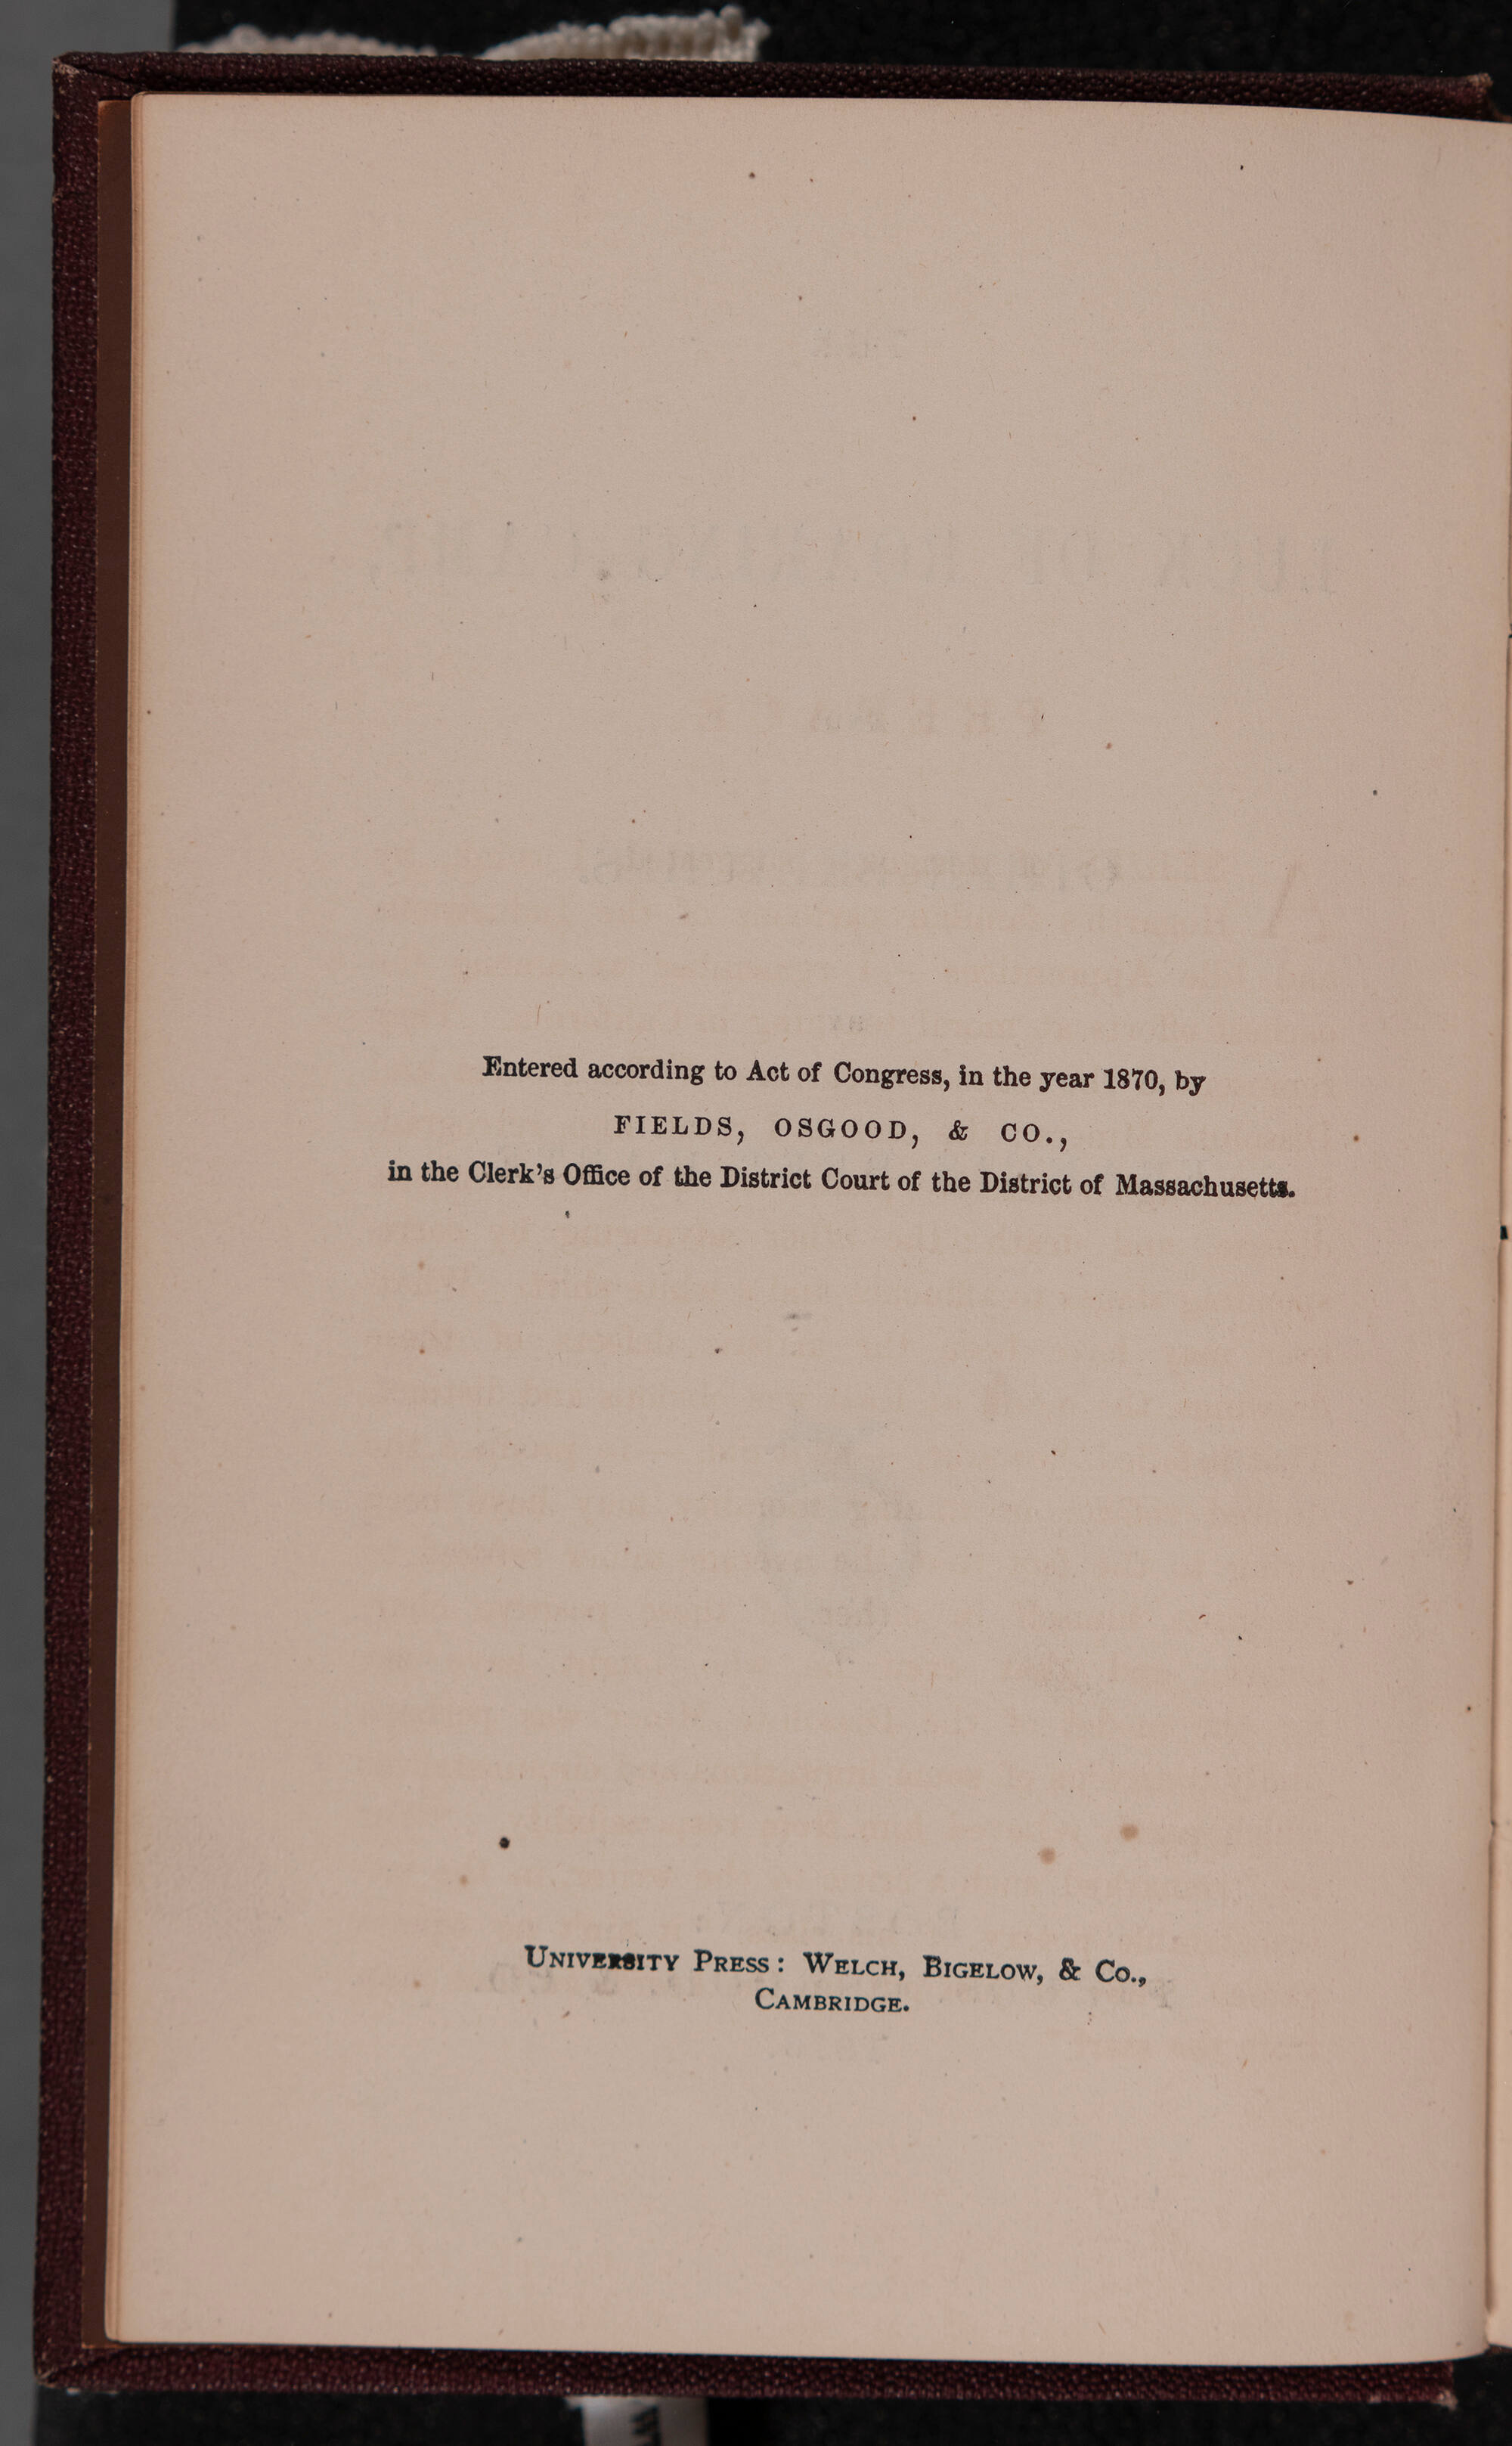 Entered according to Act of Congress, in the year 1870, by
FIELDS, OSGOOD, & CO.,
in the Clerk's Office of the District Court of the District of Massachusetts.
UNIVERSITY PRESS: WELCH, BIGELOW, & CO.,
CAMBRIDGE.